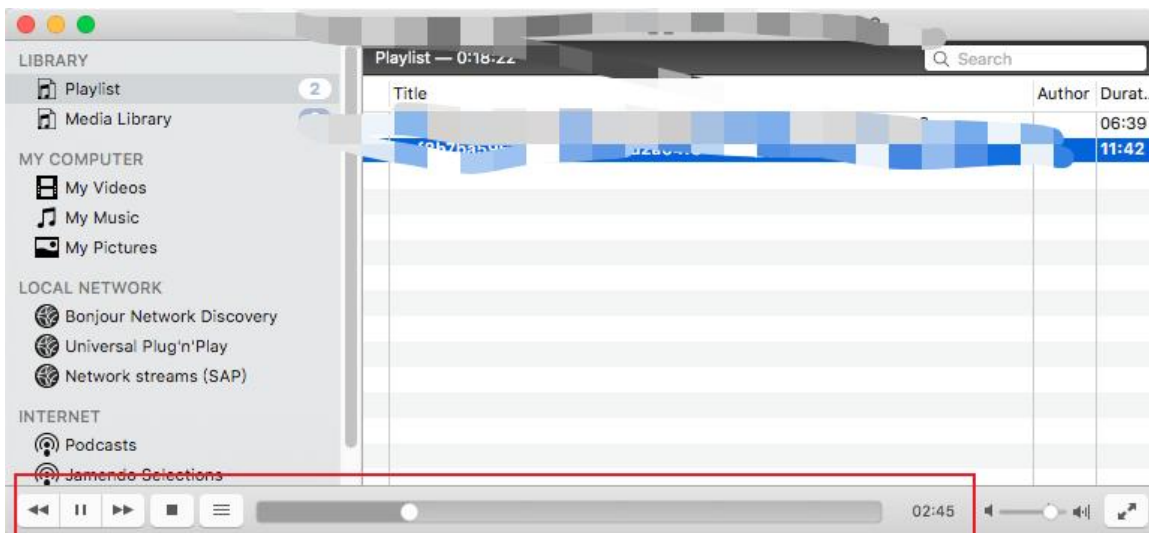 LIBRARY
Playlist 2
Media Library
MY COMPUTER
My Videos
My Music
My Pictures
LOCAL NETWORK
Bonjour Network Discovery
Universal Plug'n'Play
Network streams (SAP)
INTERNET
Podcasts
Jamendo Selections
Playlist — 0:18:22
Search
Title Author Durat..
06:39
11:42
02:45